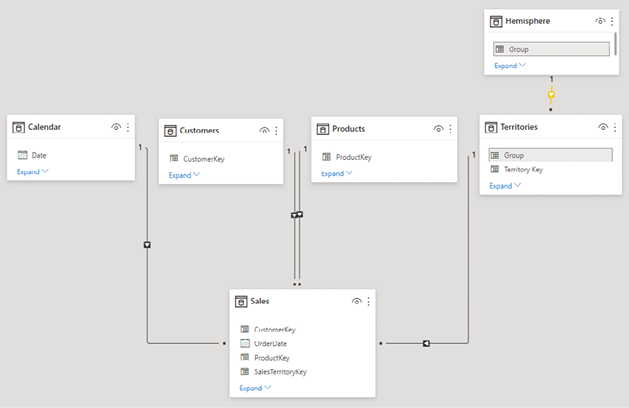 Hemisphere
Group
Expand
1
Calendar
Date
Expand
1
Customers
CustomerKey
Expand
1
Products
ProductKey
Expand
1
Territories
Group
Territory Key
Expand
1
Sales
CustomerKey
OrderDate
ProductKey
SalesTerritoryKey
Expand